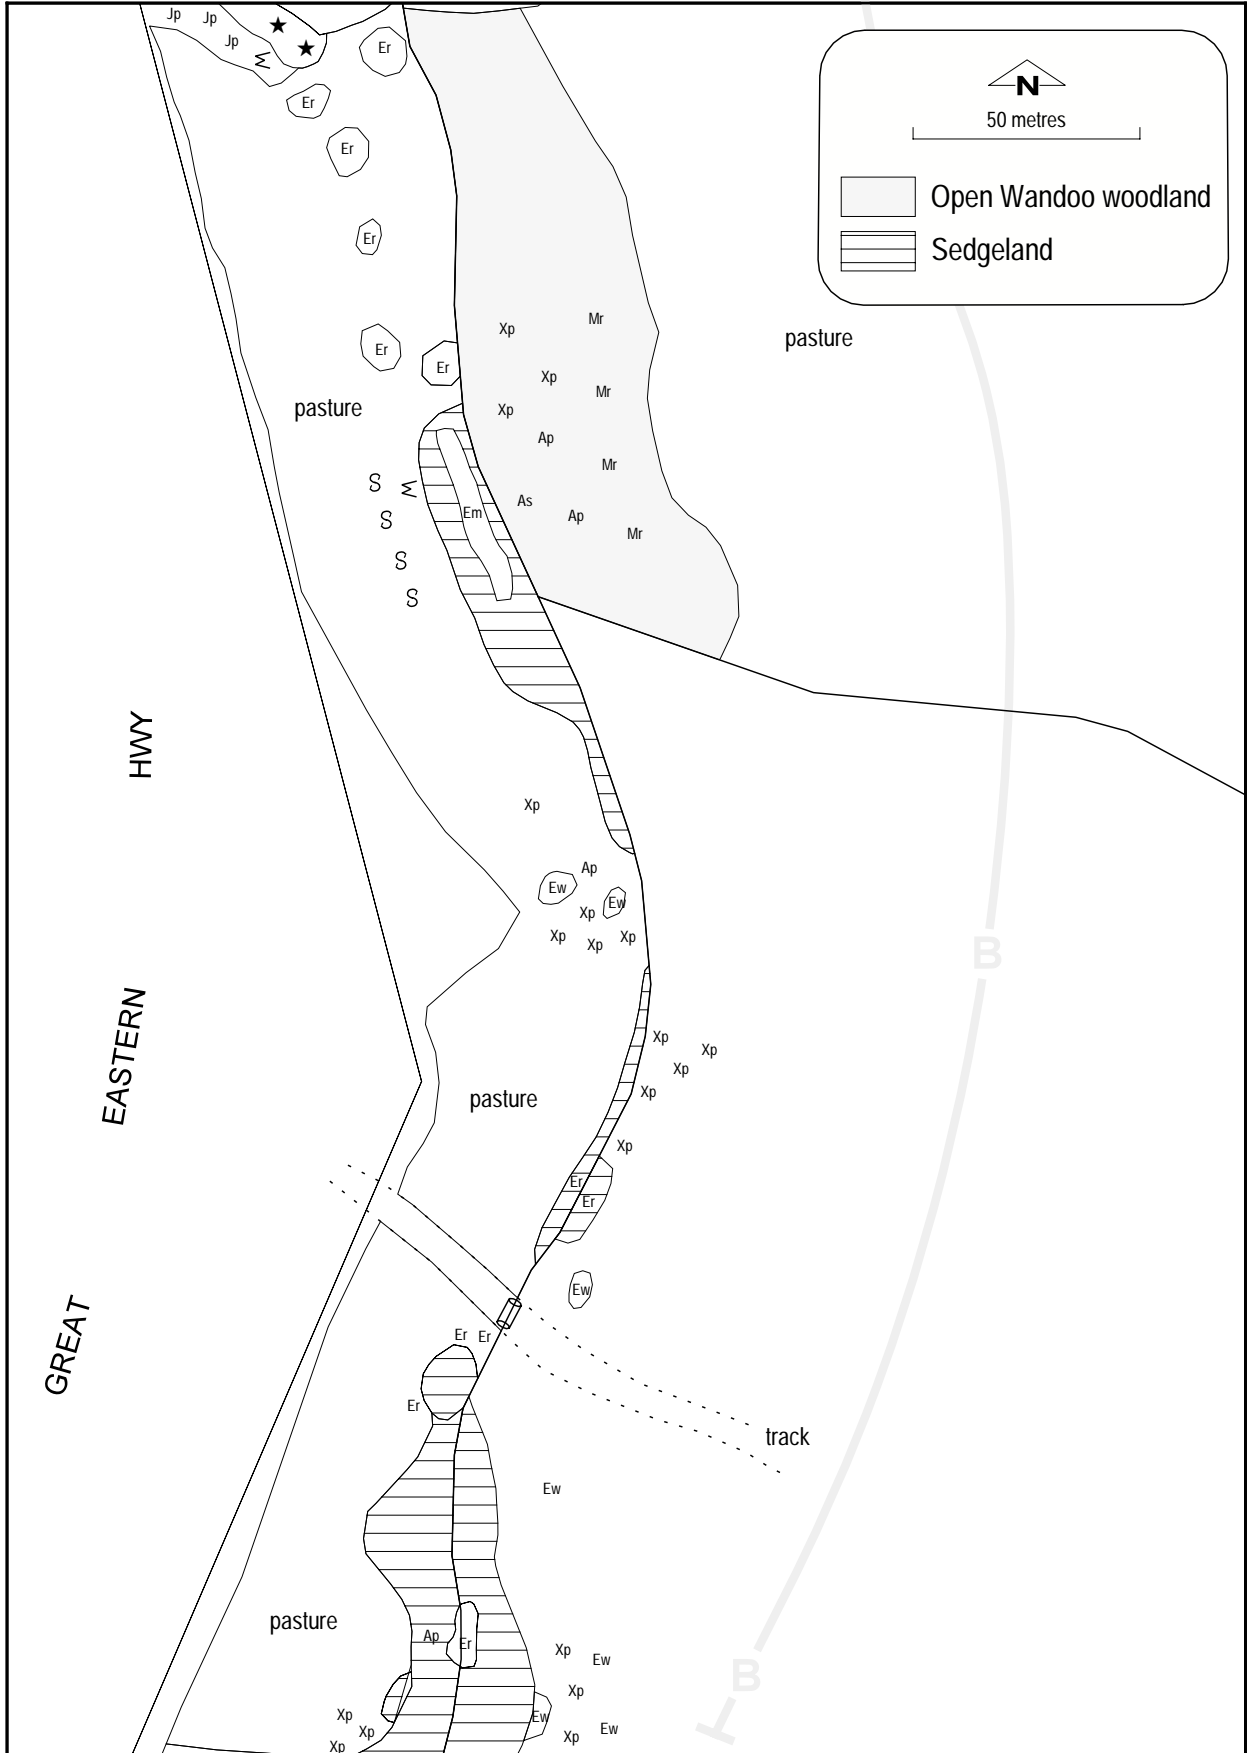 Jp
Jp
Jp
W
Er
Er
Er
Er
Er
Er
N
50 metres
Open Wandoo woodland
Sedgeland
pasture
pasture
Xp
Mr
Xp
Mr
Xp
Ap
Mr
As
Ap
Mr
S
W
S
S
S
Em
HWY
Xp
Ap
Ew
Ew
Xp
Xp
Xp
Xp
B
EASTERN
pasture
Xp
Xp
Xp
Xp
Xp
Er
Er
Ew
GREAT
Er
Er
Er
track
Ew
pasture
Ap
Er
Xp
Ew
Xp
Ew
Xp
Ew
Xp
Xp
Xp
B